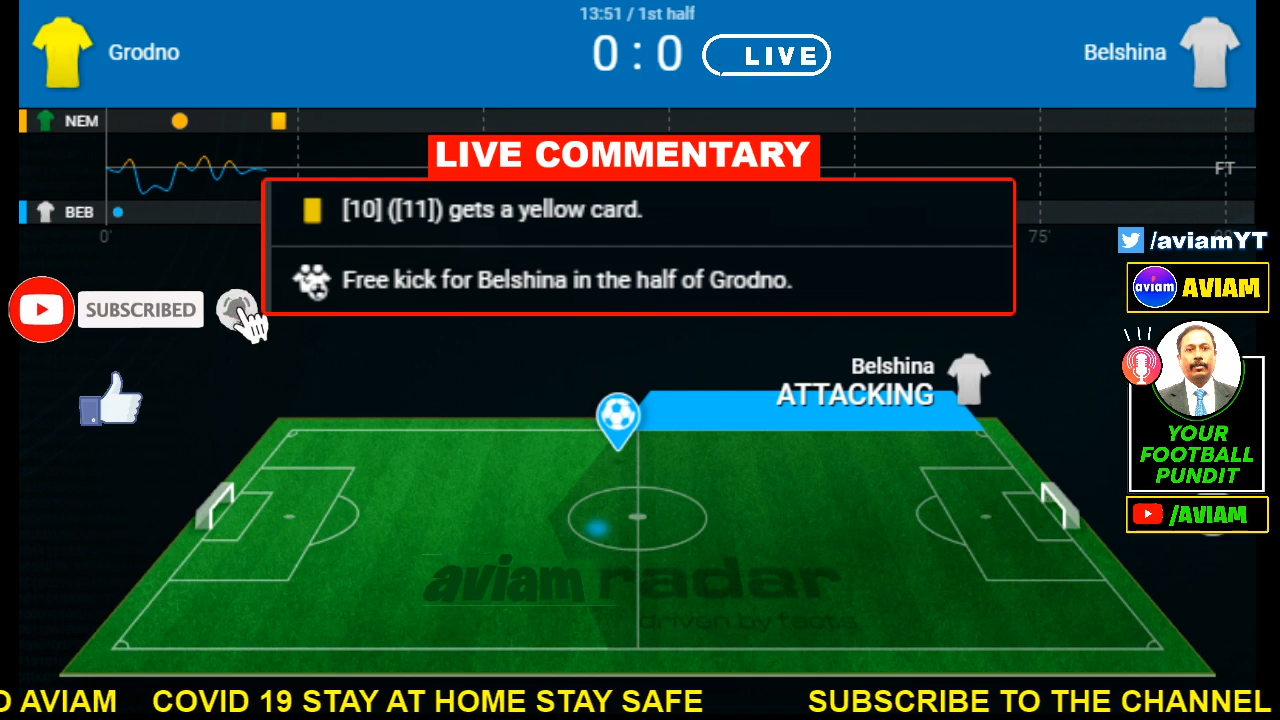 13:51 / 1st half
Grodno
0 : 0
LIVE
Belshina
NEM
LIVE COMMENTARY
FT
[10] ([11]) gets a yellow card.
BEB
0'
75'
/aviamYT
Free kick for Belshina in the half of Grodno.
aviam
AVIAM
SUBSCRIBED
Belshina
ATTACKING
YOUR
FOOTBALL
PUNDIT
/AVIAM
aviam radar
driven by facts
O AVIAM COVID 19 STAY AT HOME STAY SAFE SUBSCRIBE TO THE CHANNEL